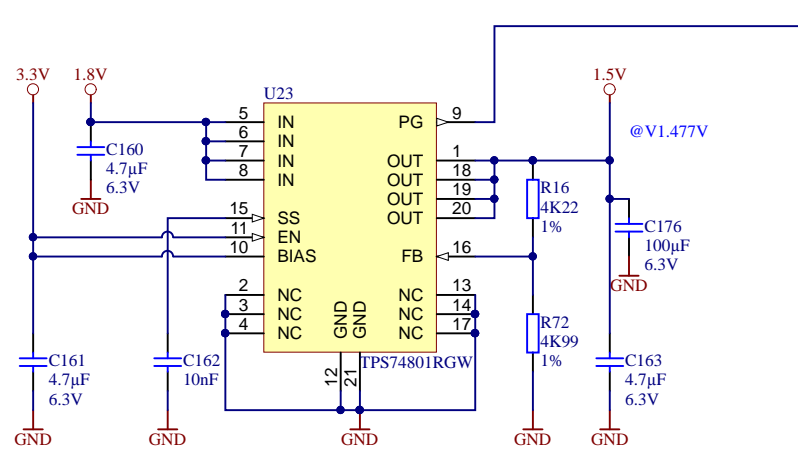 3.3V
1.8V
1.5V
@V1.477V
U23
5 IN PG 9
6 IN
7 IN OUT 1
8 IN OUT 18
OUT 19
15 SS OUT 20
11 EN
10 BIAS FB 16
2 NC NC 13
3 NC NC 14
4 NC NC 17
GND GND
12 21
TPS74801RGW
C160
4.7µF
6.3V
GND
R16
4K22
1%
C176
100µF
6.3V
GND
C161
4.7µF
6.3V
GND
C162
10nF
GND
GND
R72
4K99
1%
GND
C163
4.7µF
6.3V
GND